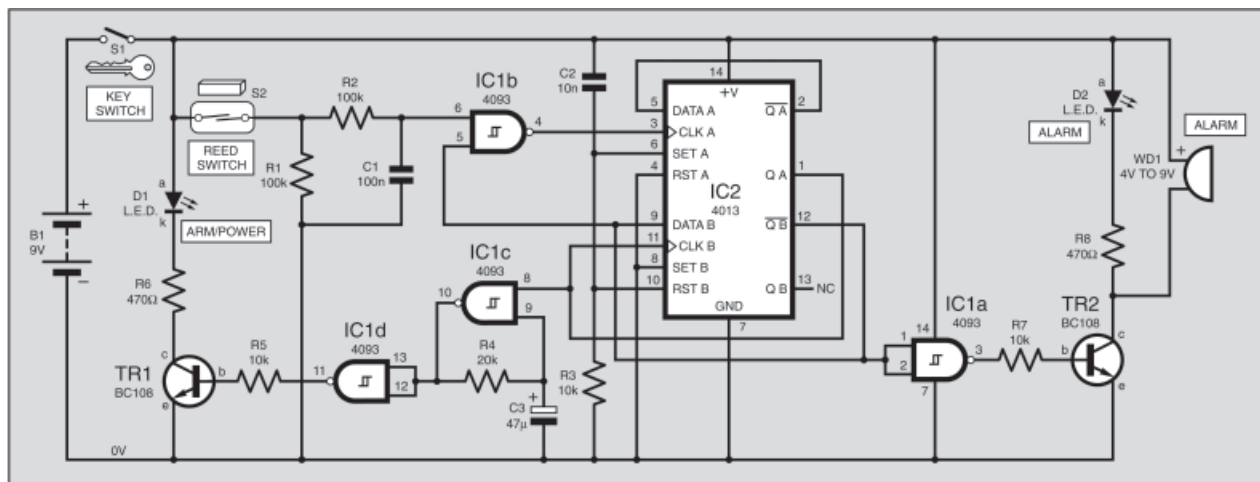 S1
KEY
SWITCH
S2
REED
SWITCH
R2
100k
R1
100k
C1
100n
IC1b
4093
6
5
4
C2
10n
14
+V
5 DATA A
Q A 2
3 CLK A
6 SET A
4 RST A
Q A 1
IC2
4013
9 DATA B
Q B 12
11 CLK B
8 SET B
10 RST B
Q B 13 NC
GND
7
a
D2
L.E.D.
k
ALARM
ALARM
+
WD1
4V TO 9V
R8
470Ω
a
D1
L.E.D.
k
ARM/POWER
+
B1
9V
−
R6
470Ω
IC1c
4093
10
8
9
IC1d
4093
11
13
12
R4
20k
R5
10k
R3
10k
+
C3
47µ
c
TR1
BC108
b
e
0V
IC1a
4093
14
1
2
3
7
R7
10k
TR2
BC108
c
b
e